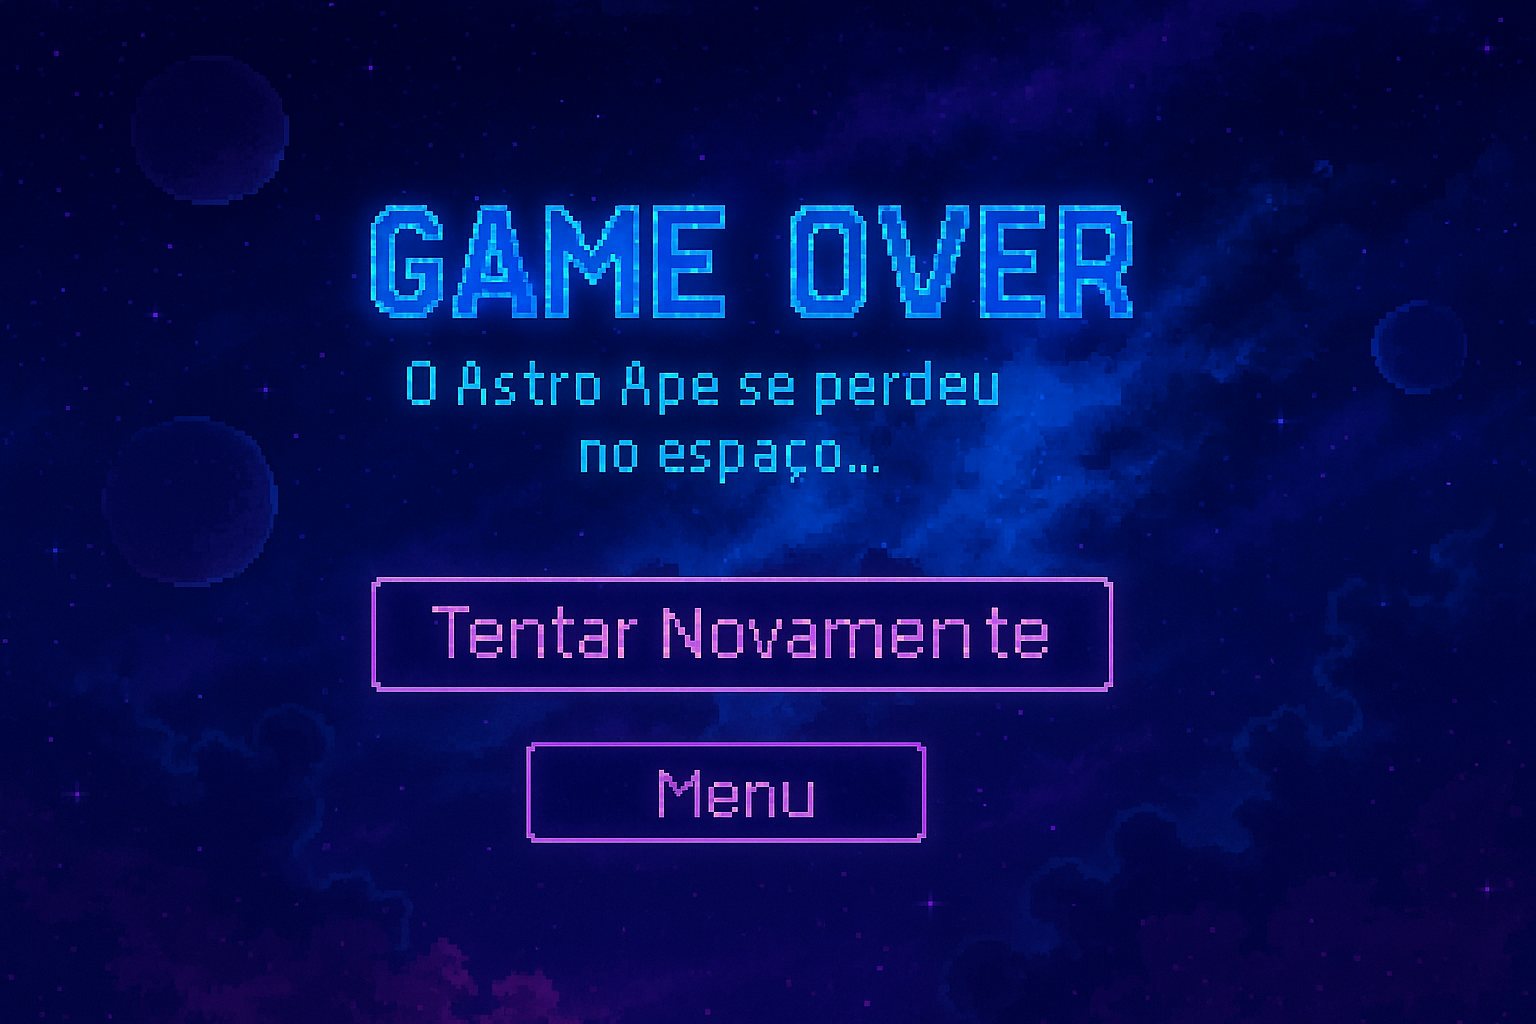 GAME OVER
O Astro Ape se perdeu
no espaço...
Tentar Novamente
Menu